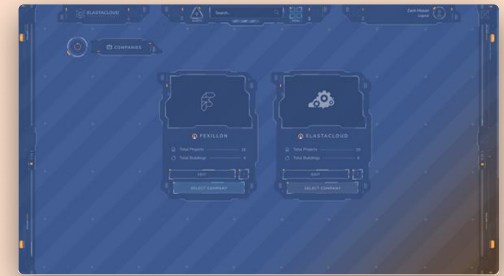 ELASTACLOUD
Search...
COMPANIES
FEXILLON
Total Projects
Total Buildings
EDIT
SELECT COMPANY
ELASTACLOUD
Total Projects
Total Buildings
EDIT
SELECT COMPANY